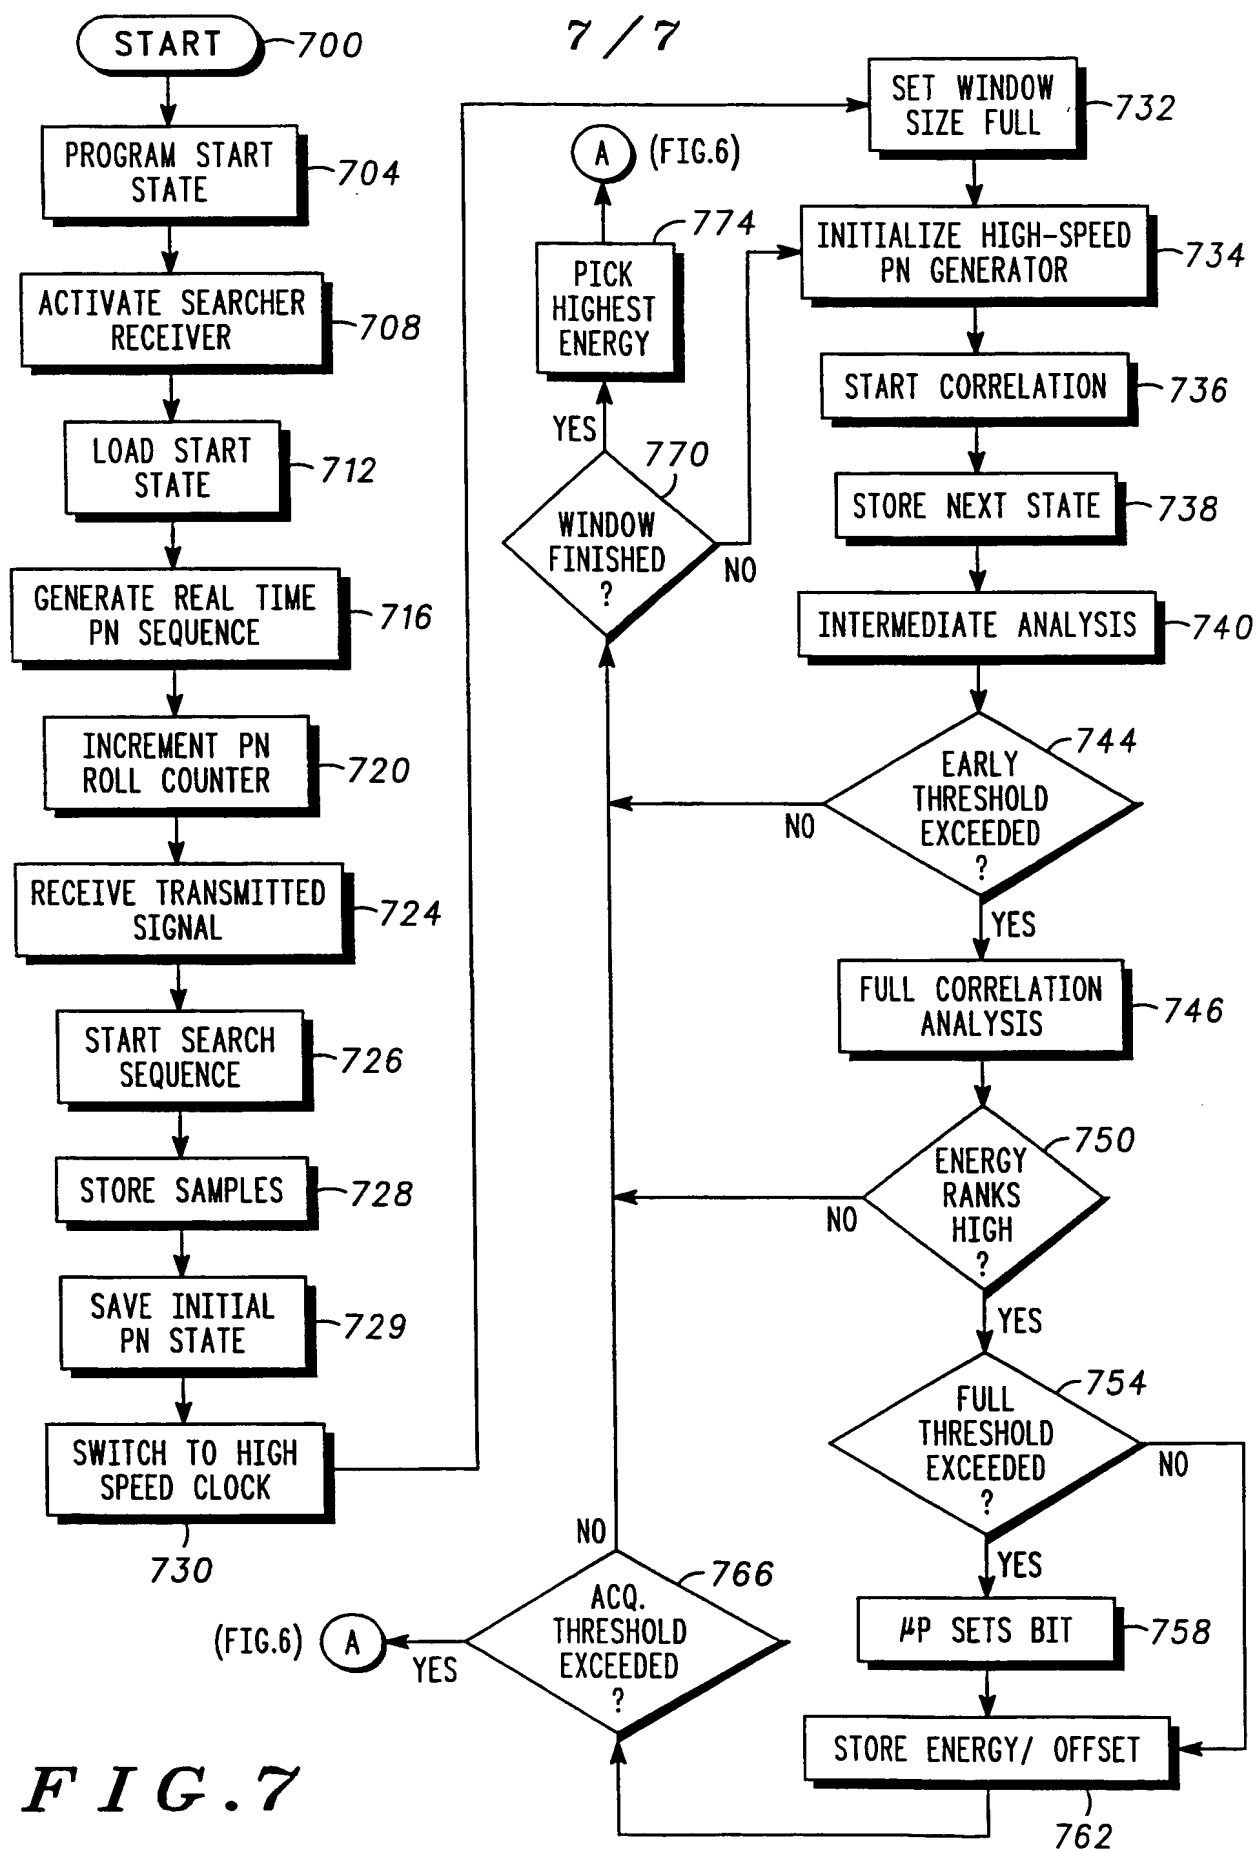 7/7
START
700
PROGRAM START
STATE
704
ACTIVATE SEARCHER
RECEIVER
708
LOAD START
STATE
712
GENERATE REAL TIME
PN SEQUENCE
716
INCREMENT PN
ROLL COUNTER
720
RECEIVE TRANSMITTED
SIGNAL
724
START SEARCH
SEQUENCE
726
STORE SAMPLES
728
SAVE INITIAL
PN STATE
729
SWITCH TO HIGH
SPEED CLOCK
730
SET WINDOW
SIZE FULL
732
INITIALIZE HIGH-SPEED
PN GENERATOR
734
START CORRELATION
736
STORE NEXT STATE
738
INTERMEDIATE ANALYSIS
740
EARLY
THRESHOLD
EXCEEDED
?
744
NO
YES
FULL CORRELATION
ANALYSIS
746
ENERGY
RANKS
HIGH
?
750
NO
YES
FULL
THRESHOLD
EXCEEDED
?
754
NO
YES
μP SETS BIT
758
STORE ENERGY/ OFFSET
762
ACQ.
THRESHOLD
EXCEEDED
?
766
NO
YES
A
(FIG.6)
WINDOW
FINISHED
?
770
NO
YES
PICK
HIGHEST
ENERGY
774
A
(FIG.6)
FIG.7